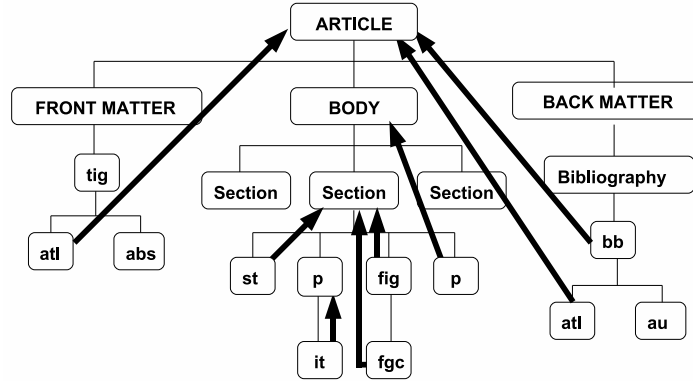 ARTICLE
FRONT MATTER
BODY
BACK MATTER
tig
Section
Section
Section
Bibliography
atl
abs
st
p
fig
p
bb
it
fgc
atl
au